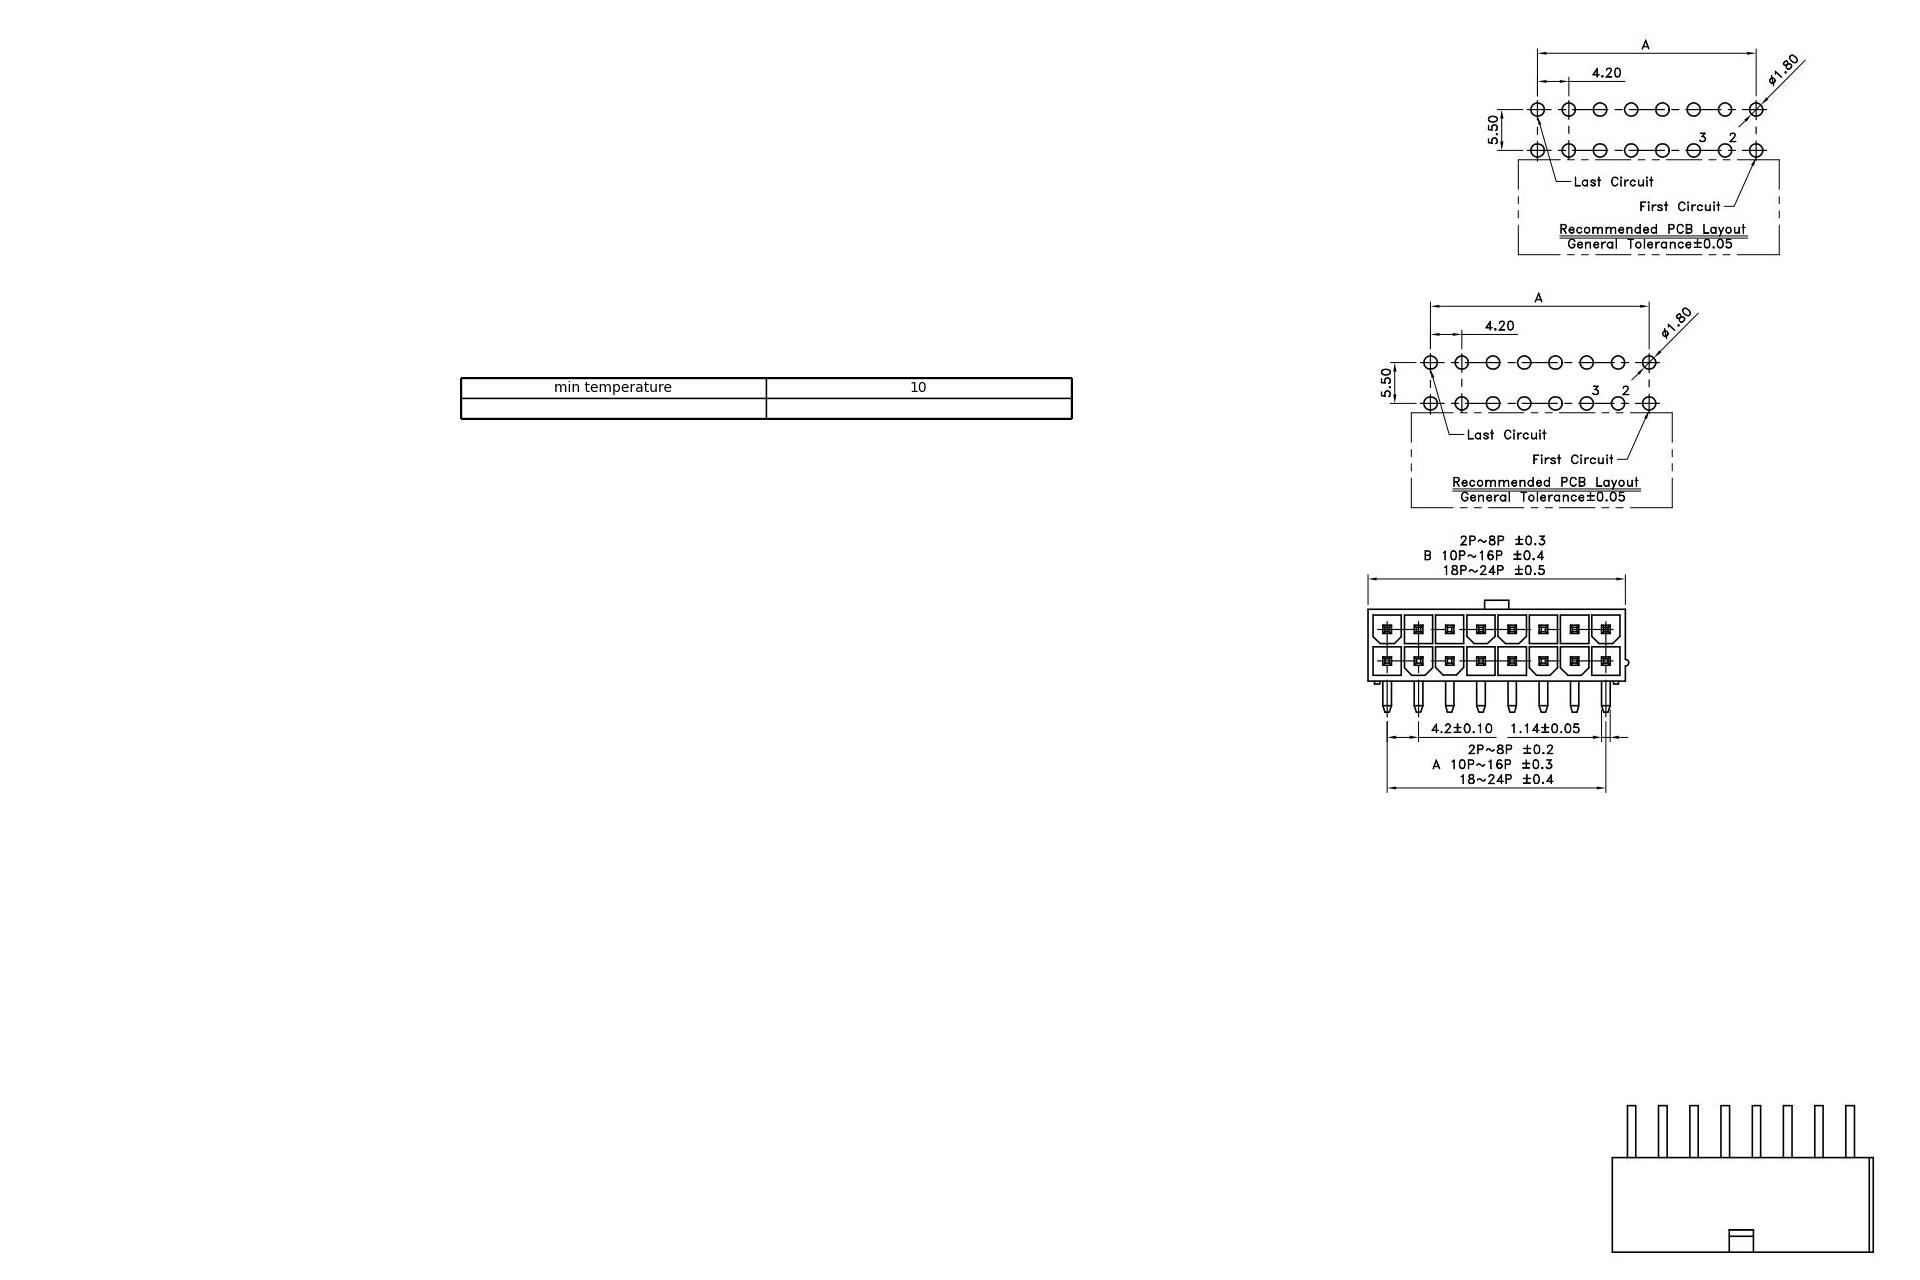 A
4.20
ø1.80
5.50
3 2
Last Circuit
First Circuit
Recommended PCB Layout
General Tolerance±0.05
A
4.20
ø1.80
5.50
3 2
Last Circuit
First Circuit
Recommended PCB Layout
General Tolerance±0.05
min temperature 10
2P~8P ±0.3
B 10P~16P ±0.4
18P~24P ±0.5
4.2±0.10 1.14±0.05
2P~8P ±0.2
A 10P~16P ±0.3
18~24P ±0.4